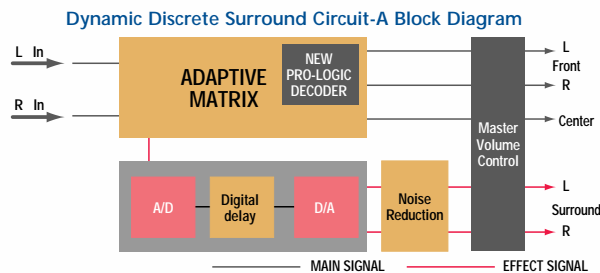 Dynamic Discrete Surround Circuit-A Block Diagram
L In
R In
ADAPTIVE
MATRIX
NEW
PRO-LOGIC
DECODER
Master
Volume
Control
L
Front
R
Center
A/D
Digital
delay
D/A
Noise
Reduction
L
Surround
R
MAIN SIGNAL
EFFECT SIGNAL